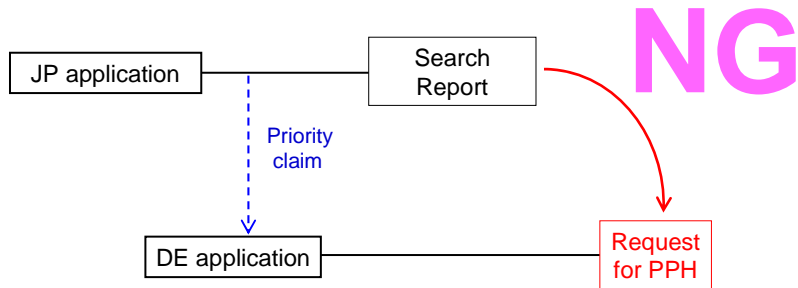 NG
JP application
Search
Report
Priority
claim
DE application
Request
for PPH